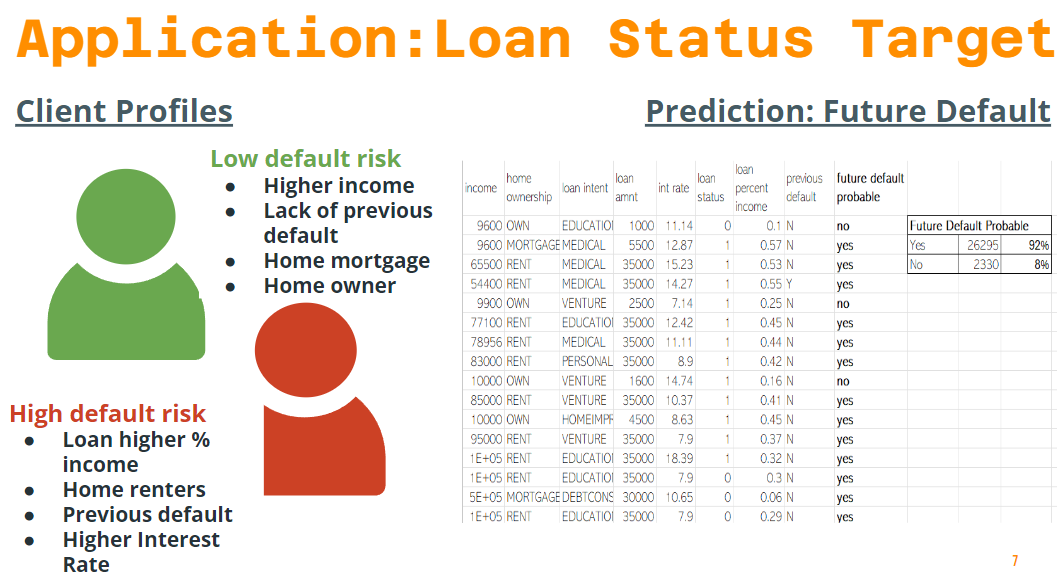 Application:Loan Status Target
Client Profiles
Prediction: Future Default
Low default risk
● Higher income
● Lack of previous
default
● Home mortgage
● Home owner
High default risk
● Loan higher %
income
● Home renters
● Previous default
● Higher Interest
Rate
income home ownership loan intent loan amnt int rate loan status loan percent income previous default future default probable
9600 OWN EDUCATIO 1000 11.14 0 0.1 N no
9600 MORTGAGE MEDICAL 5500 12.87 1 0.57 N yes
65500 RENT MEDICAL 35000 15.23 1 0.53 N yes
54400 RENT MEDICAL 35000 14.27 1 0.55 Y yes
9900 OWN VENTURE 2500 7.14 1 0.25 N no
77100 RENT EDUCATIO 35000 12.42 1 0.45 N yes
78956 RENT MEDICAL 35000 11.11 1 0.44 N yes
83000 RENT PERSONAL 35000 8.9 1 0.42 N yes
10000 OWN VENTURE 1600 14.74 1 0.16 N no
85000 RENT VENTURE 35000 10.37 1 0.41 N yes
10000 OWN HOMEIMPR 4500 8.63 1 0.45 N yes
95000 RENT VENTURE 35000 7.9 1 0.37 N yes
1E+05 RENT EDUCATIO 35000 18.39 1 0.32 N yes
1E+05 RENT EDUCATIO 35000 7.9 0 0.3 N yes
5E+05 MORTGAGE DEBTCONS 30000 10.65 0 0.06 N yes
1E+05 RENT EDUCATIO 35000 7.9 0 0.29 N yes
Future Default Probable
Yes 26295 92%
No 2330 8%
7